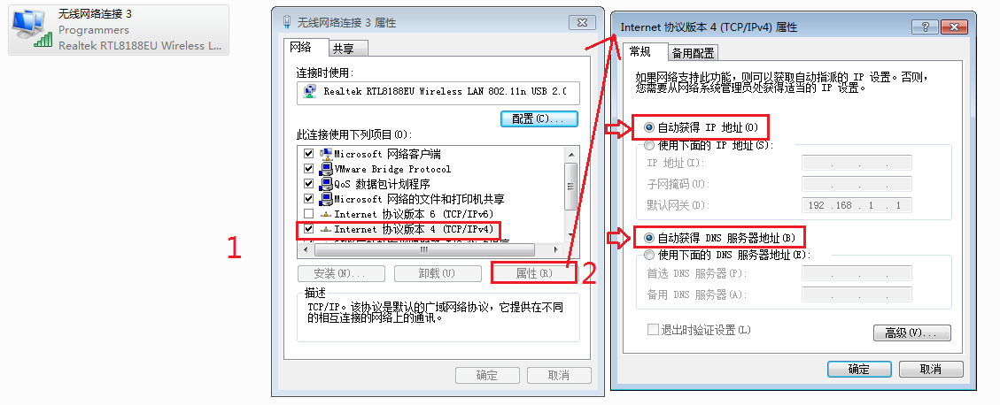 无线网络连接 3
Programmers
Realtek RTL8188EU Wireless L...
1
无线网络连接 3 属性
网络
共享
连接时使用:
Realtek RTL8188EU Wireless LAN 802.11n USB 2.0
配置(C)...
此连接使用下列项目(O):
Microsoft 网络客户端
VMware Bridge Protocol
QoS 数据包计划程序
Microsoft 网络的文件和打印机共享
Internet 协议版本 6 (TCP/IPv6)
Internet 协议版本 4 (TCP/IPv4)
安装(N)...
卸载(U)
属性(R)
2
描述
TCP/IP。该协议是默认的广域网络协议，它提供在不同
的相互连接的网络上的通讯。
确定
取消
Internet 协议版本 4 (TCP/IPv4) 属性
常规
备用配置
如果网络支持此功能，则可以获取自动指派的 IP 设置。否则，
您需要从网络系统管理员处获得适当的 IP 设置。
自动获得 IP 地址(O)
使用下面的 IP 地址(S):
IP 地址(I):
子网掩码(U):
默认网关(D):
192 .168 . 1 . 1
自动获得 DNS 服务器地址(B)
使用下面的 DNS 服务器地址(E):
首选 DNS 服务器(P):
备用 DNS 服务器(A):
退出时验证设置(L)
高级(V)...
确定
取消